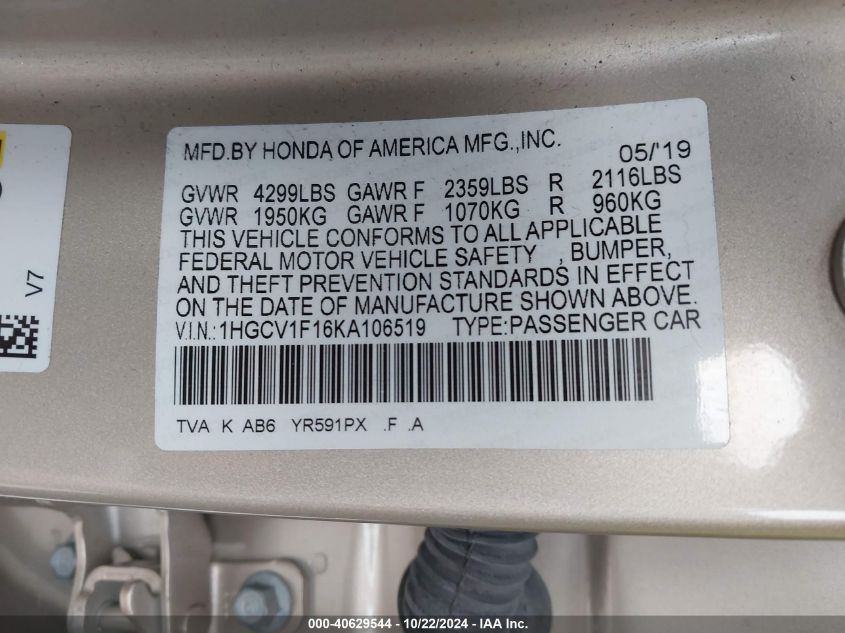 MFD.BY HONDA OF AMERICA MFG.,INC. 05/'19
GVWR 4299LBS GAWR F 2359LBS R 2116LBS
GVWR 1950KG GAWR F 1070KG R 960KG
THIS VEHICLE CONFORMS TO ALL APPLICABLE
FEDERAL MOTOR VEHICLE SAFETY , BUMPER,
AND THEFT PREVENTION STANDARDS IN EFFECT
ON THE DATE OF MANUFACTURE SHOWN ABOVE.
V.I.N.:1HGCV1F16KA106519 TYPE:PASSENGER CAR
TVA K AB6 YR591PX .F .A
V7
000-40629544 - 10/22/2024 - IAA Inc.